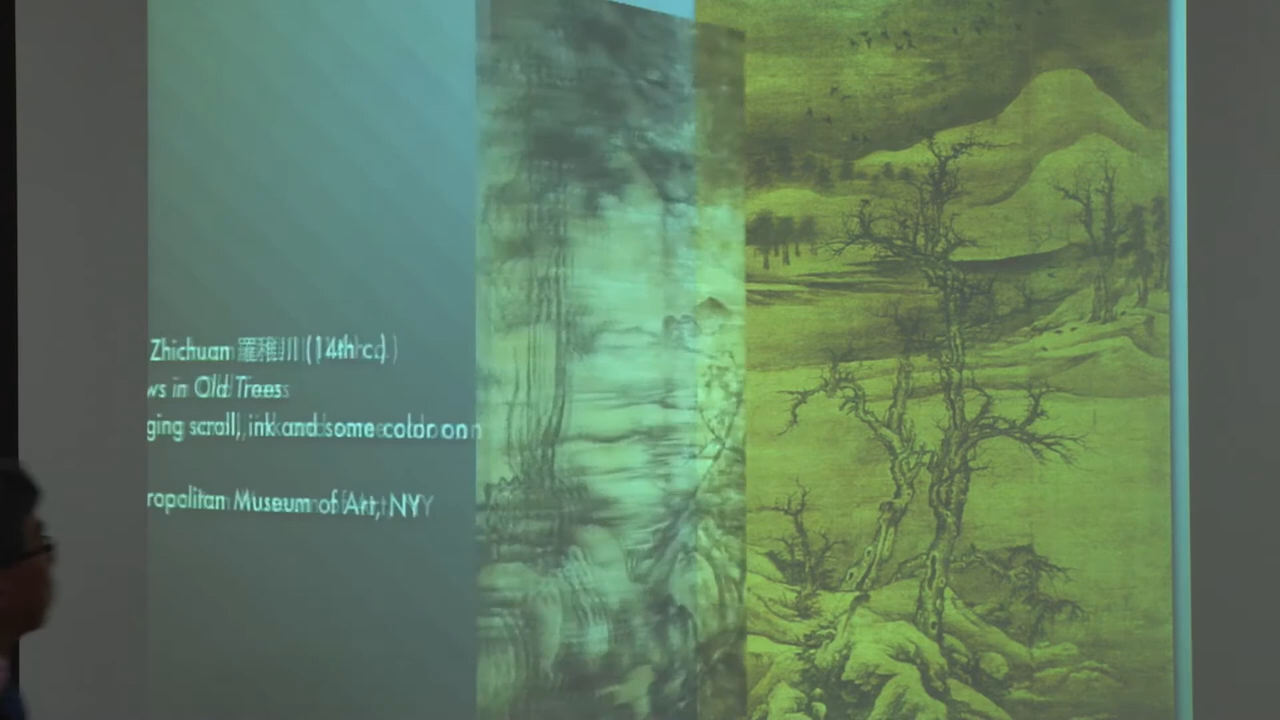 Zhichuan 羅稚川 (14th c.)
ws in Old Trees
ging scroll, ink and some color on
ropolitan Museum of Art, NY